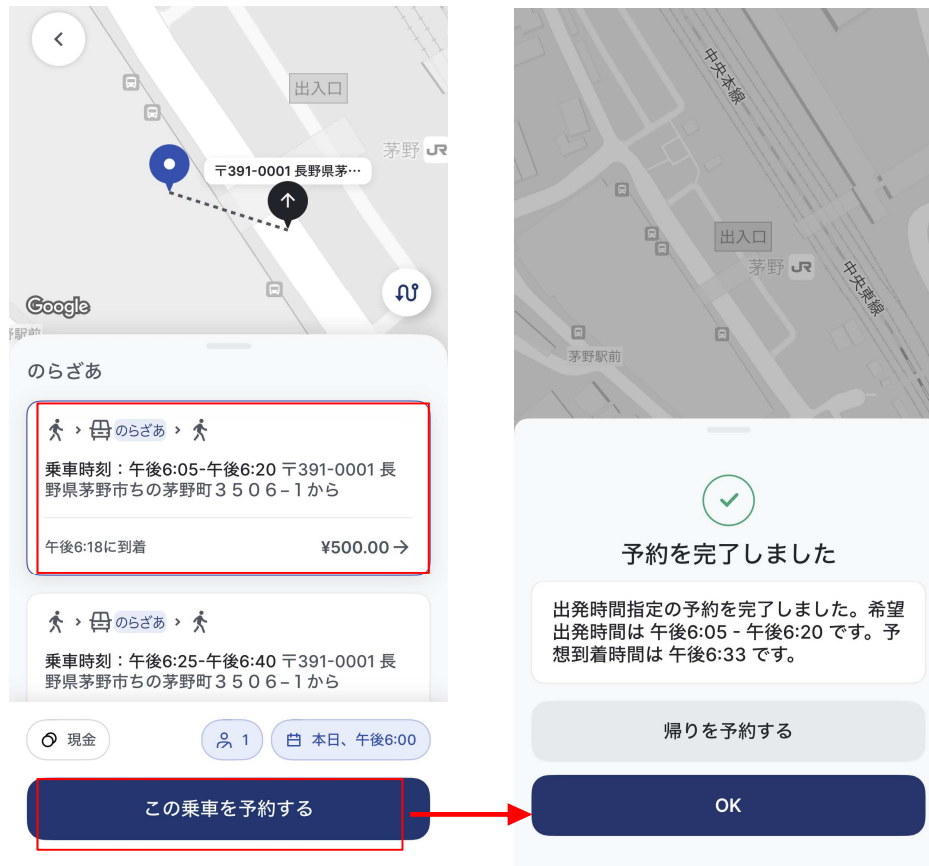 出入口
茅野 JR
〒391-0001 長野県茅…
Google
野駅前
のらざあ
のらざあ
乗車時刻：午後6:05-午後6:20 〒391-0001 長
野県茅野市ちの茅野町３５０６−１から
午後6:18に到着
¥500.00
のらざあ
乗車時刻：午後6:25-午後6:40 〒391-0001 長
野県茅野市ちの茅野町３５０６−１から
現金
1
本日、午後6:00
この乗車を予約する
中央本線
出入口
茅野 JR
中央東線
茅野駅前
予約を完了しました
出発時間指定の予約を完了しました。希望
出発時間は 午後6:05 - 午後6:20 です。予
想到着時間は 午後6:33 です。
帰りを予約する
OK